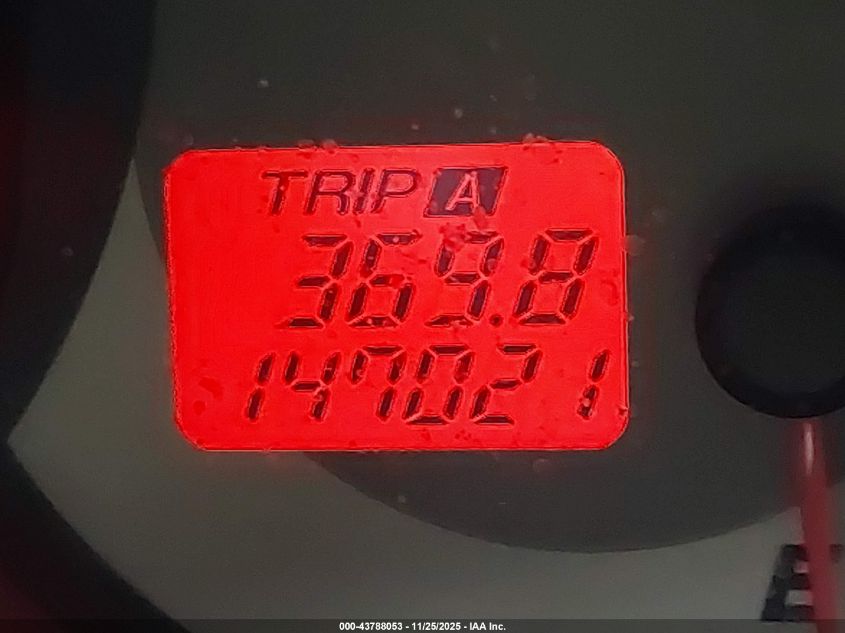 TRIP A
369.8
147021
E
000-43788053 - 11/25/2025 - IAA Inc.